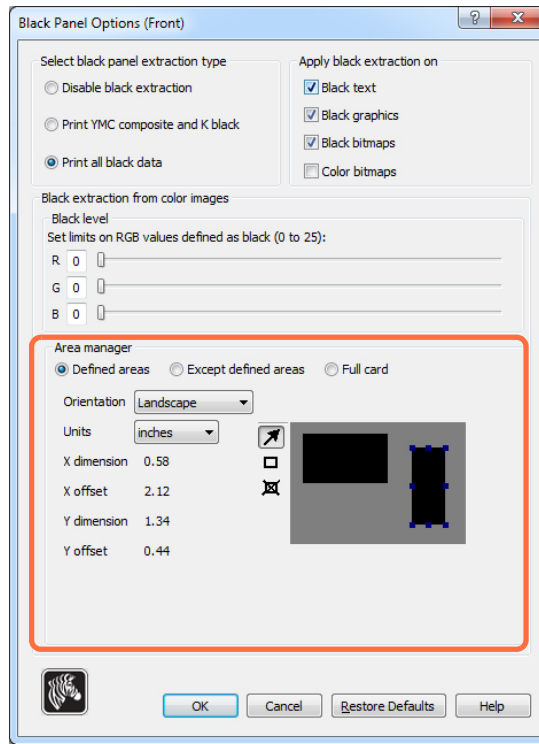 Black Panel Options (Front)
Select black panel extraction type
Disable black extraction
Print YMC composite and K black
Print all black data
Apply black extraction on
Black text
Black graphics
Black bitmaps
Color bitmaps
Black extraction from color images
Black level
Set limits on RGB values defined as black (0 to 25):
R 0
G 0
B 0
Area manager
Defined areas Except defined areas Full card
Orientation Landscape
Units inches
X dimension 0.58
X offset 2.12
Y dimension 1.34
Y offset 0.44
OK Cancel Restore Defaults Help